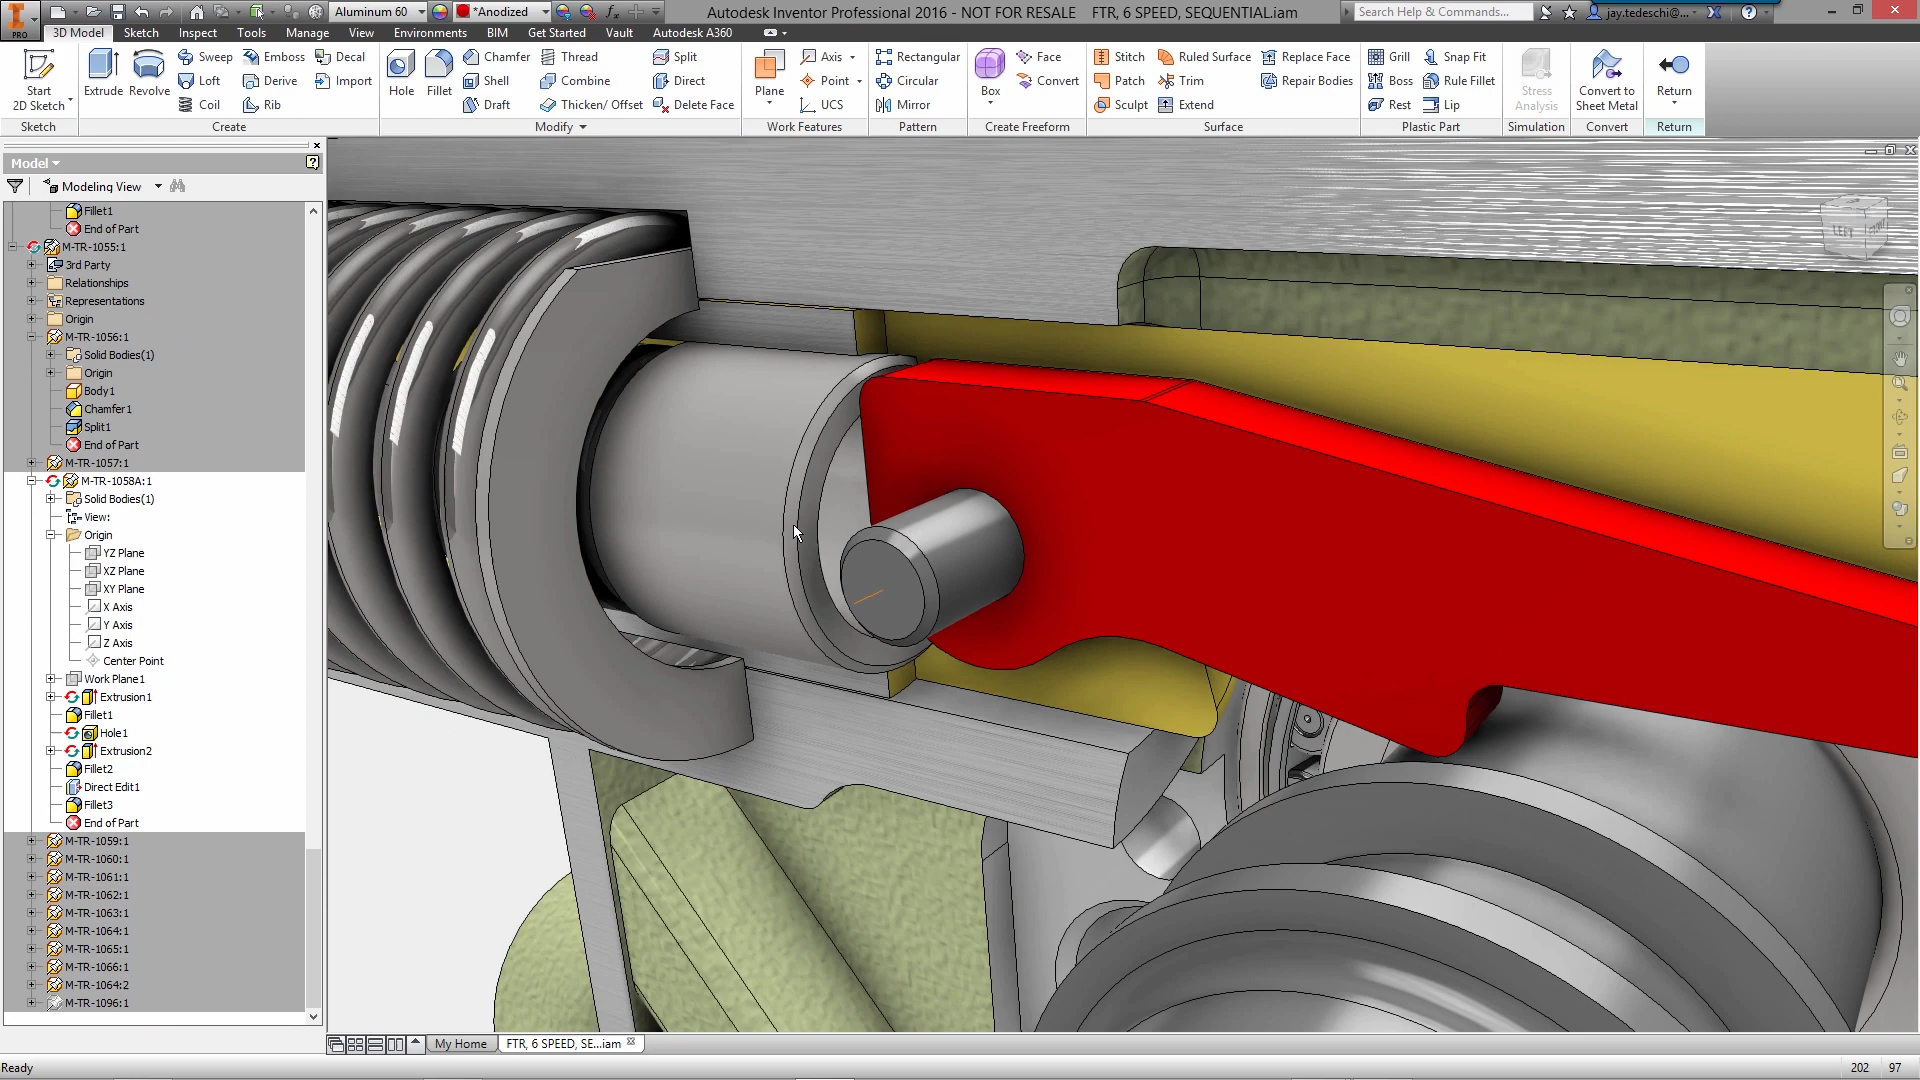 PRO
Aluminum 60
*Anodized
Autodesk Inventor Professional 2016 - NOT FOR RESALE FTR, 6 SPEED, SEQUENTIAL.iam
Search Help & Commands...
jay.tedeschi@...
3D Model Sketch Inspect Tools Manage View Environments BIM Get Started Vault Autodesk A360
Start
2D Sketch
Extrude Revolve
Sweep Emboss Decal
Loft Derive Import
Coil Rib
Hole Fillet
Chamfer Thread Split
Shell Combine Direct
Draft Thicken/ Offset Delete Face
Plane
Axis
Point
UCS
Rectangular
Circular
Mirror
Box
Face
Convert
Stitch Ruled Surface Replace Face
Patch Trim Repair Bodies
Sculpt Extend
Grill Snap Fit
Boss Rule Fillet
Rest Lip
Stress
Analysis
Convert to
Sheet Metal
Return
Sketch Create Modify Work Features Pattern Create Freeform Surface Plastic Part Simulation Convert Return
Model
Modeling View
Fillet1
End of Part
M-TR-1055:1
3rd Party
Relationships
Representations
Origin
M-TR-1056:1
Solid Bodies(1)
Origin
Body1
Chamfer1
Split1
End of Part
M-TR-1057:1
M-TR-1058A:1
Solid Bodies(1)
View:
Origin
YZ Plane
XZ Plane
XY Plane
X Axis
Y Axis
Z Axis
Center Point
Work Plane1
Extrusion1
Fillet1
Hole1
Extrusion2
Fillet2
Direct Edit1
Fillet3
End of Part
M-TR-1059:1
M-TR-1060:1
M-TR-1061:1
M-TR-1062:1
M-TR-1063:1
M-TR-1064:1
M-TR-1065:1
M-TR-1066:1
M-TR-1064:2
M-TR-1096:1
LEFT
My Home
FTR, 6 SPEED, SE...iam
Ready
202 97